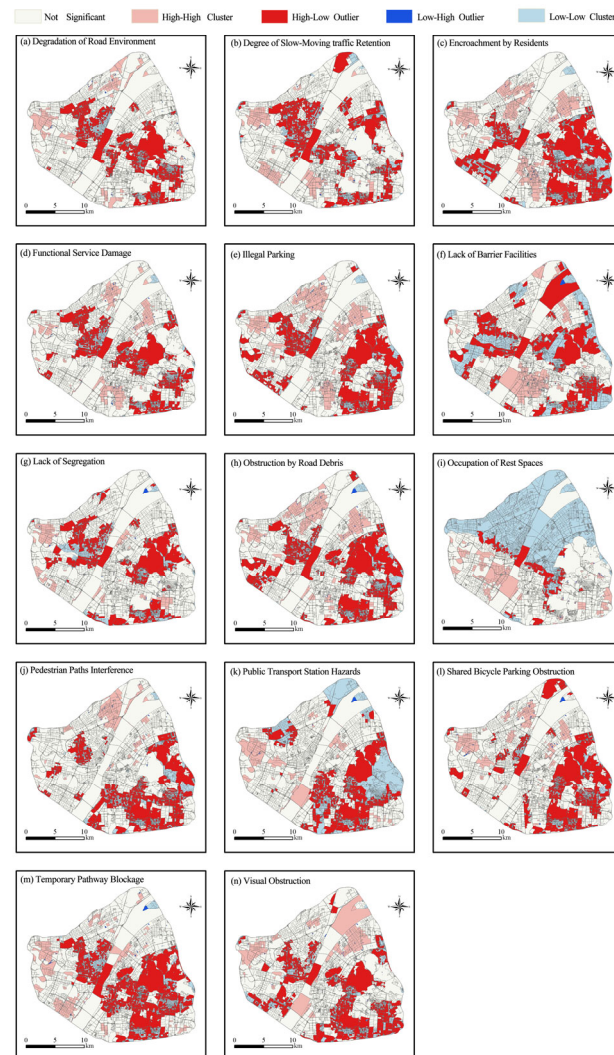 Not Significant High-High Cluster High-Low Outlier Low-High Outlier Low-Low Cluster
(a) Degradation of Road Environment
0 5 10 km
(b) Degree of Slow-Moving traffic Retention
0 5 10 km
(c) Encroachment by Residents
0 5 10 km
(d) Functional Service Damage
0 5 10 km
(e) Illegal Parking
0 5 10 km
(f) Lack of Barrier Facilities
0 5 10 km
(g) Lack of Segregation
0 5 10 km
(h) Obstruction by Road Debris
0 5 10 km
(i) Occupation of Rest Spaces
0 5 10 km
(j) Pedestrian Paths Interference
0 5 10 km
(k) Public Transport Station Hazards
0 5 10 km
(l) Shared Bicycle Parking Obstruction
0 5 10 km
(m) Temporary Pathway Blockage
0 5 10 km
(n) Visual Obstruction
0 5 10 km